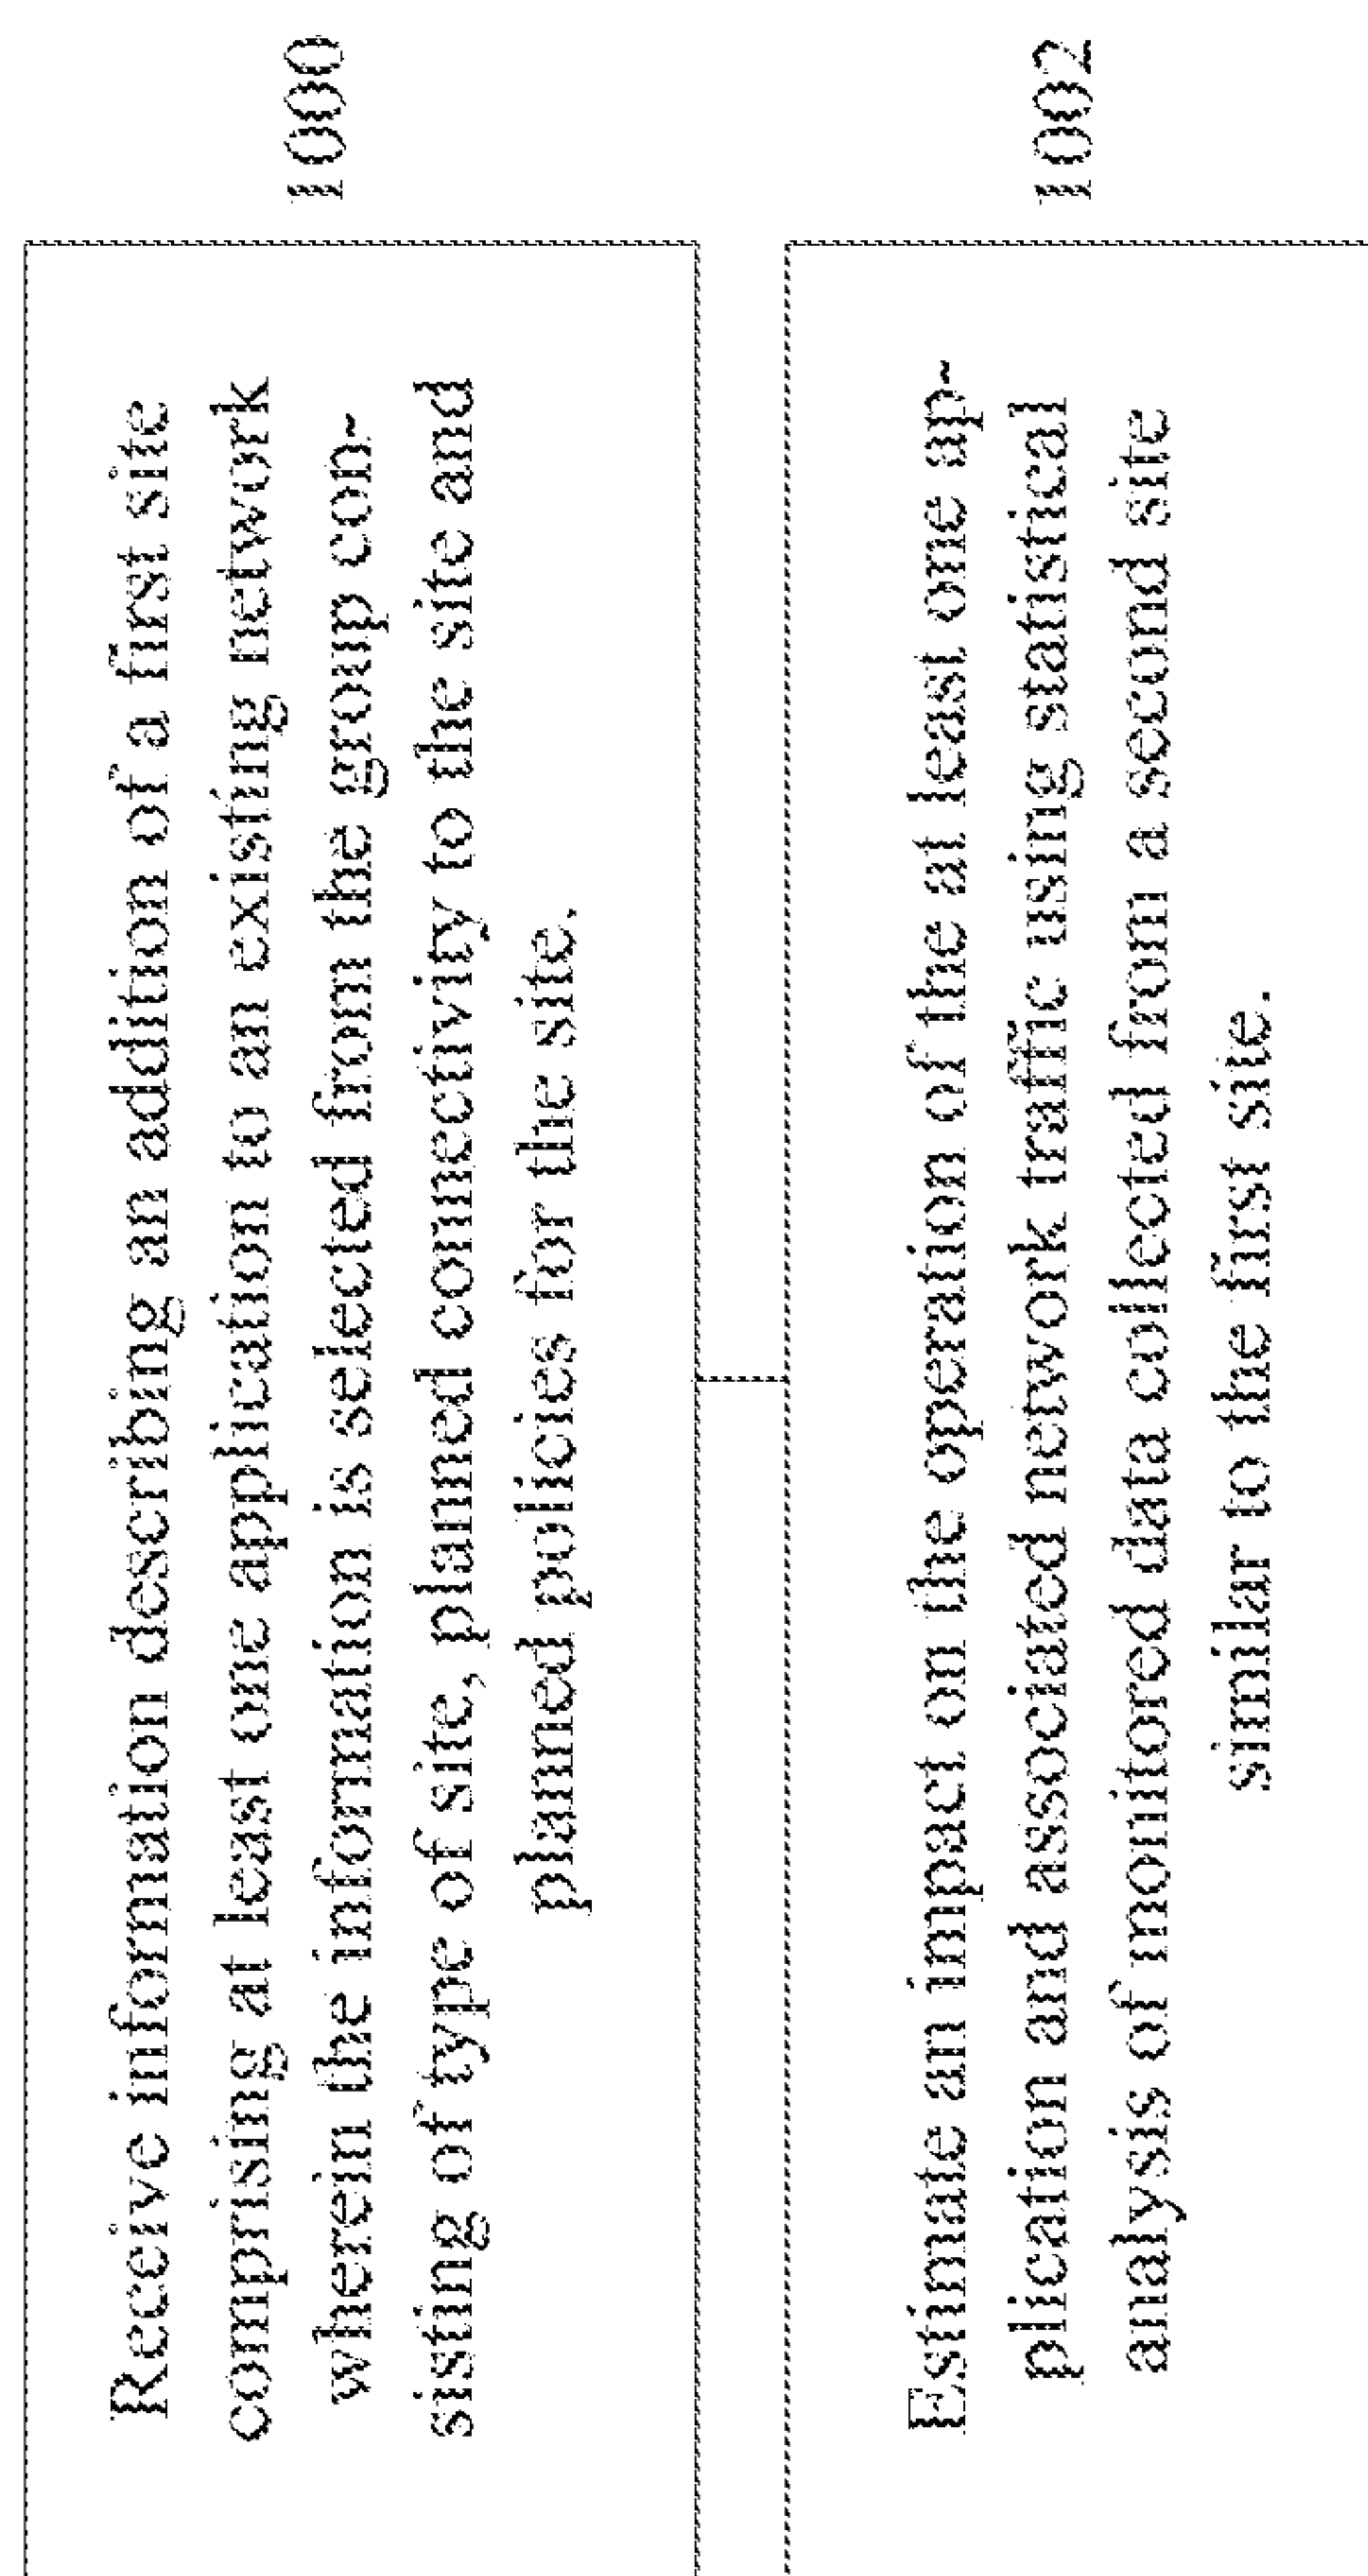 Receive information describing an addition of a first site
comprising at least one application to an existing network
wherein the information is selected from the group con-
sisting of type of site, planned connectivity to the site and
planned policies for the site.
1000
Estimate an impact on the operation of the at least one ap-
plication and associated network traffic using statistical
analysis of monitored data collected from a second site
similar to the first site.
1002